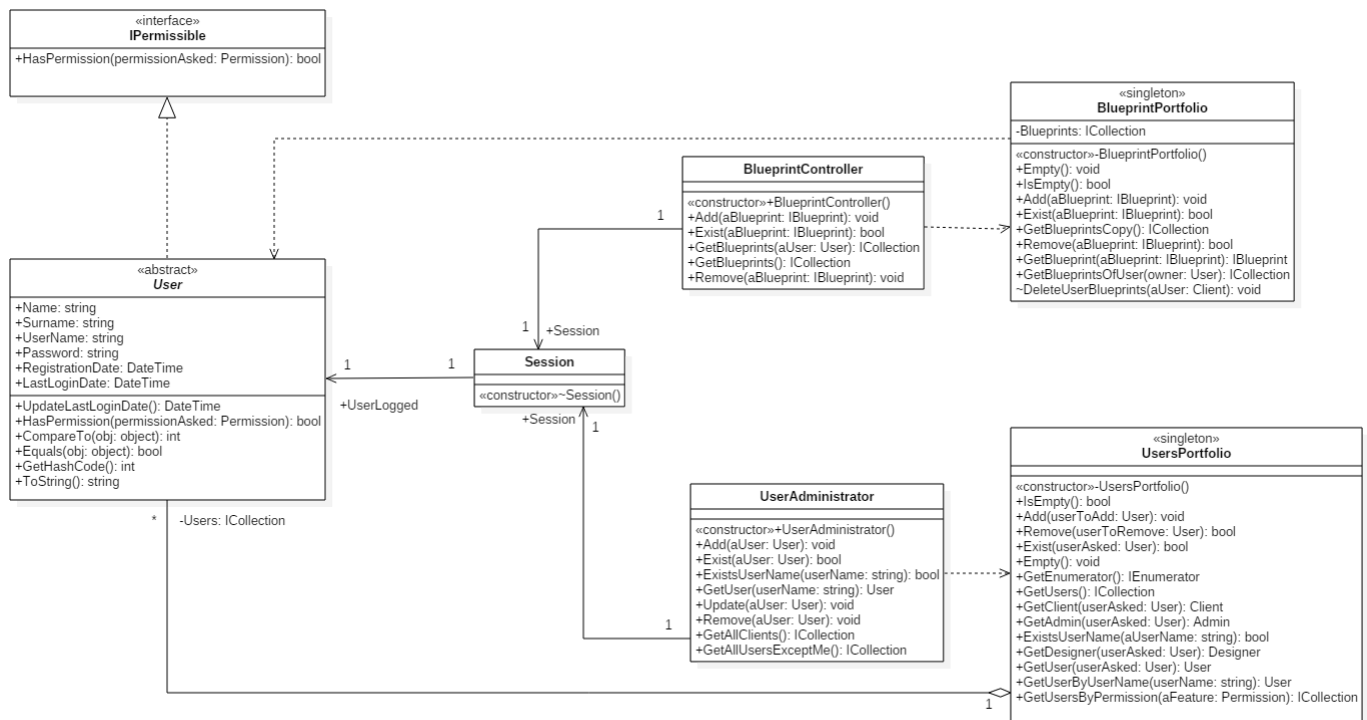 «interface»
IPermissible
+HasPermission(permissionAsked: Permission): bool
«singleton»
BlueprintPortfolio
-Blueprints: ICollection
«constructor»-BlueprintPortfolio()
+Empty(): void
+IsEmpty(): bool
+Add(aBlueprint: IBlueprint): void
+Exist(aBlueprint: IBlueprint): bool
+GetBlueprintsCopy(): ICollection
+Remove(aBlueprint: IBlueprint): bool
+GetBlueprint(aBlueprint: IBlueprint): IBlueprint
+GetBlueprintsOfUser(owner: User): ICollection
~DeleteUserBlueprints(aUser: Client): void
BlueprintController
«constructor»+BlueprintController()
+Add(aBlueprint: IBlueprint): void
+Exist(aBlueprint: IBlueprint): bool
+GetBlueprints(aUser: User): ICollection
+GetBlueprints(): ICollection
+Remove(aBlueprint: IBlueprint): void
1
1
+Session
«abstract»
User
+Name: string
+Surname: string
+UserName: string
+Password: string
+RegistrationDate: DateTime
+LastLoginDate: DateTime
+UpdateLastLoginDate(): DateTime
+HasPermission(permissionAsked: Permission): bool
+CompareTo(obj: object): int
+Equals(obj: object): bool
+GetHashCode(): int
+ToString(): string
1
1
+UserLogged
Session
«constructor»~Session()
+Session
1
1
UserAdministrator
«constructor»+UserAdministrator()
+Add(aUser: User): void
+Exist(aUser: User): bool
+ExistsUserName(userName: string): bool
+GetUser(userName: string): User
+Update(aUser: User): void
+Remove(aUser: User): void
+GetAllClients(): ICollection
+GetAllUsersExceptMe(): ICollection
«singleton»
UsersPortfolio
«constructor»-UsersPortfolio()
+IsEmpty(): bool
+Add(userToAdd: User): void
+Remove(userToRemove: User): bool
+Exist(userAsked: User): bool
+Empty(): void
+GetEnumerator(): IEnumerator
+GetUsers(): ICollection
+GetClient(userAsked: User): Client
+GetAdmin(userAsked: User): Admin
+ExistsUserName(aUserName: string): bool
+GetDesigner(userAsked: User): Designer
+GetUser(userAsked: User): User
+GetUserByUserName(userName: string): User
+GetUsersByPermission(aFeature: Permission): ICollection
* -Users: ICollection
1